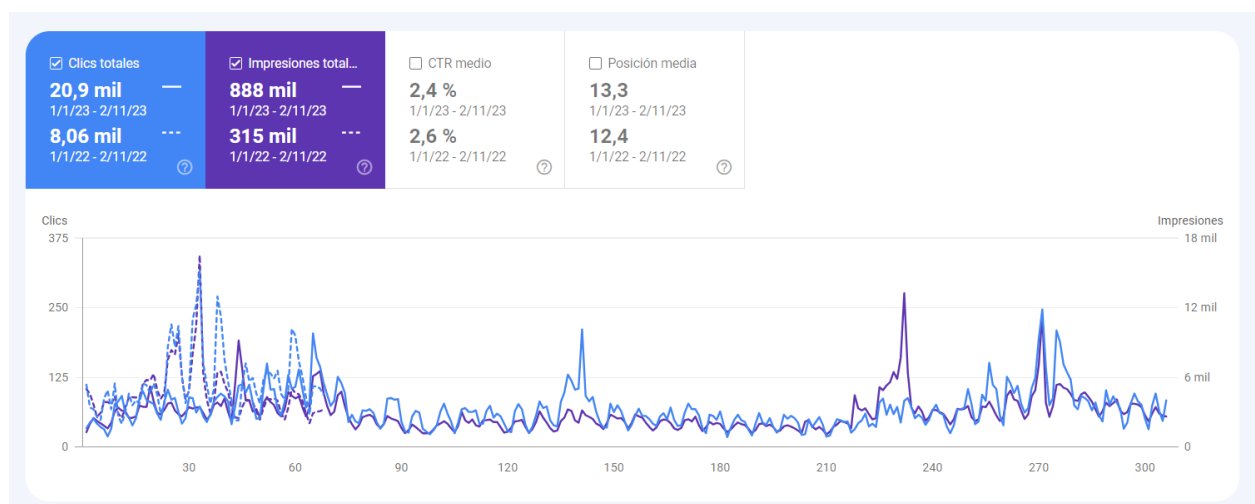 Clics totales
20,9 mil
1/1/23 - 2/11/23
8,06 mil
1/1/22 - 2/11/22
Impresiones total...
888 mil
1/1/23 - 2/11/23
315 mil
1/1/22 - 2/11/22
CTR medio
2,4 %
1/1/23 - 2/11/23
2,6 %
1/1/22 - 2/11/22
Posición media
13,3
1/1/23 - 2/11/23
12,4
1/1/22 - 2/11/22
Clics
375
250
125
0
Impresiones
18 mil
12 mil
6 mil
0
30 60 90 120 150 180 210 240 270 300